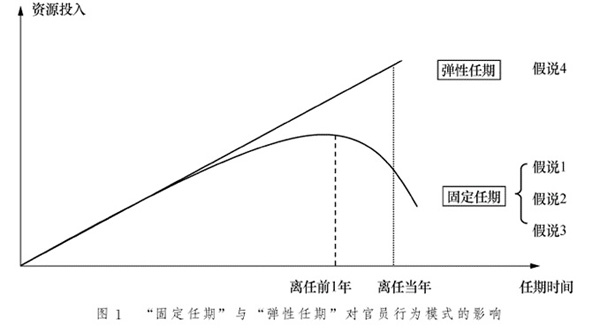 资源投入
弹性任期
假说4
假说1
固定任期
假说2
假说3
离任前1年
离任当年
任期时间
图 1 “固定任期”与“弹性任期”对官员行为模式的影响